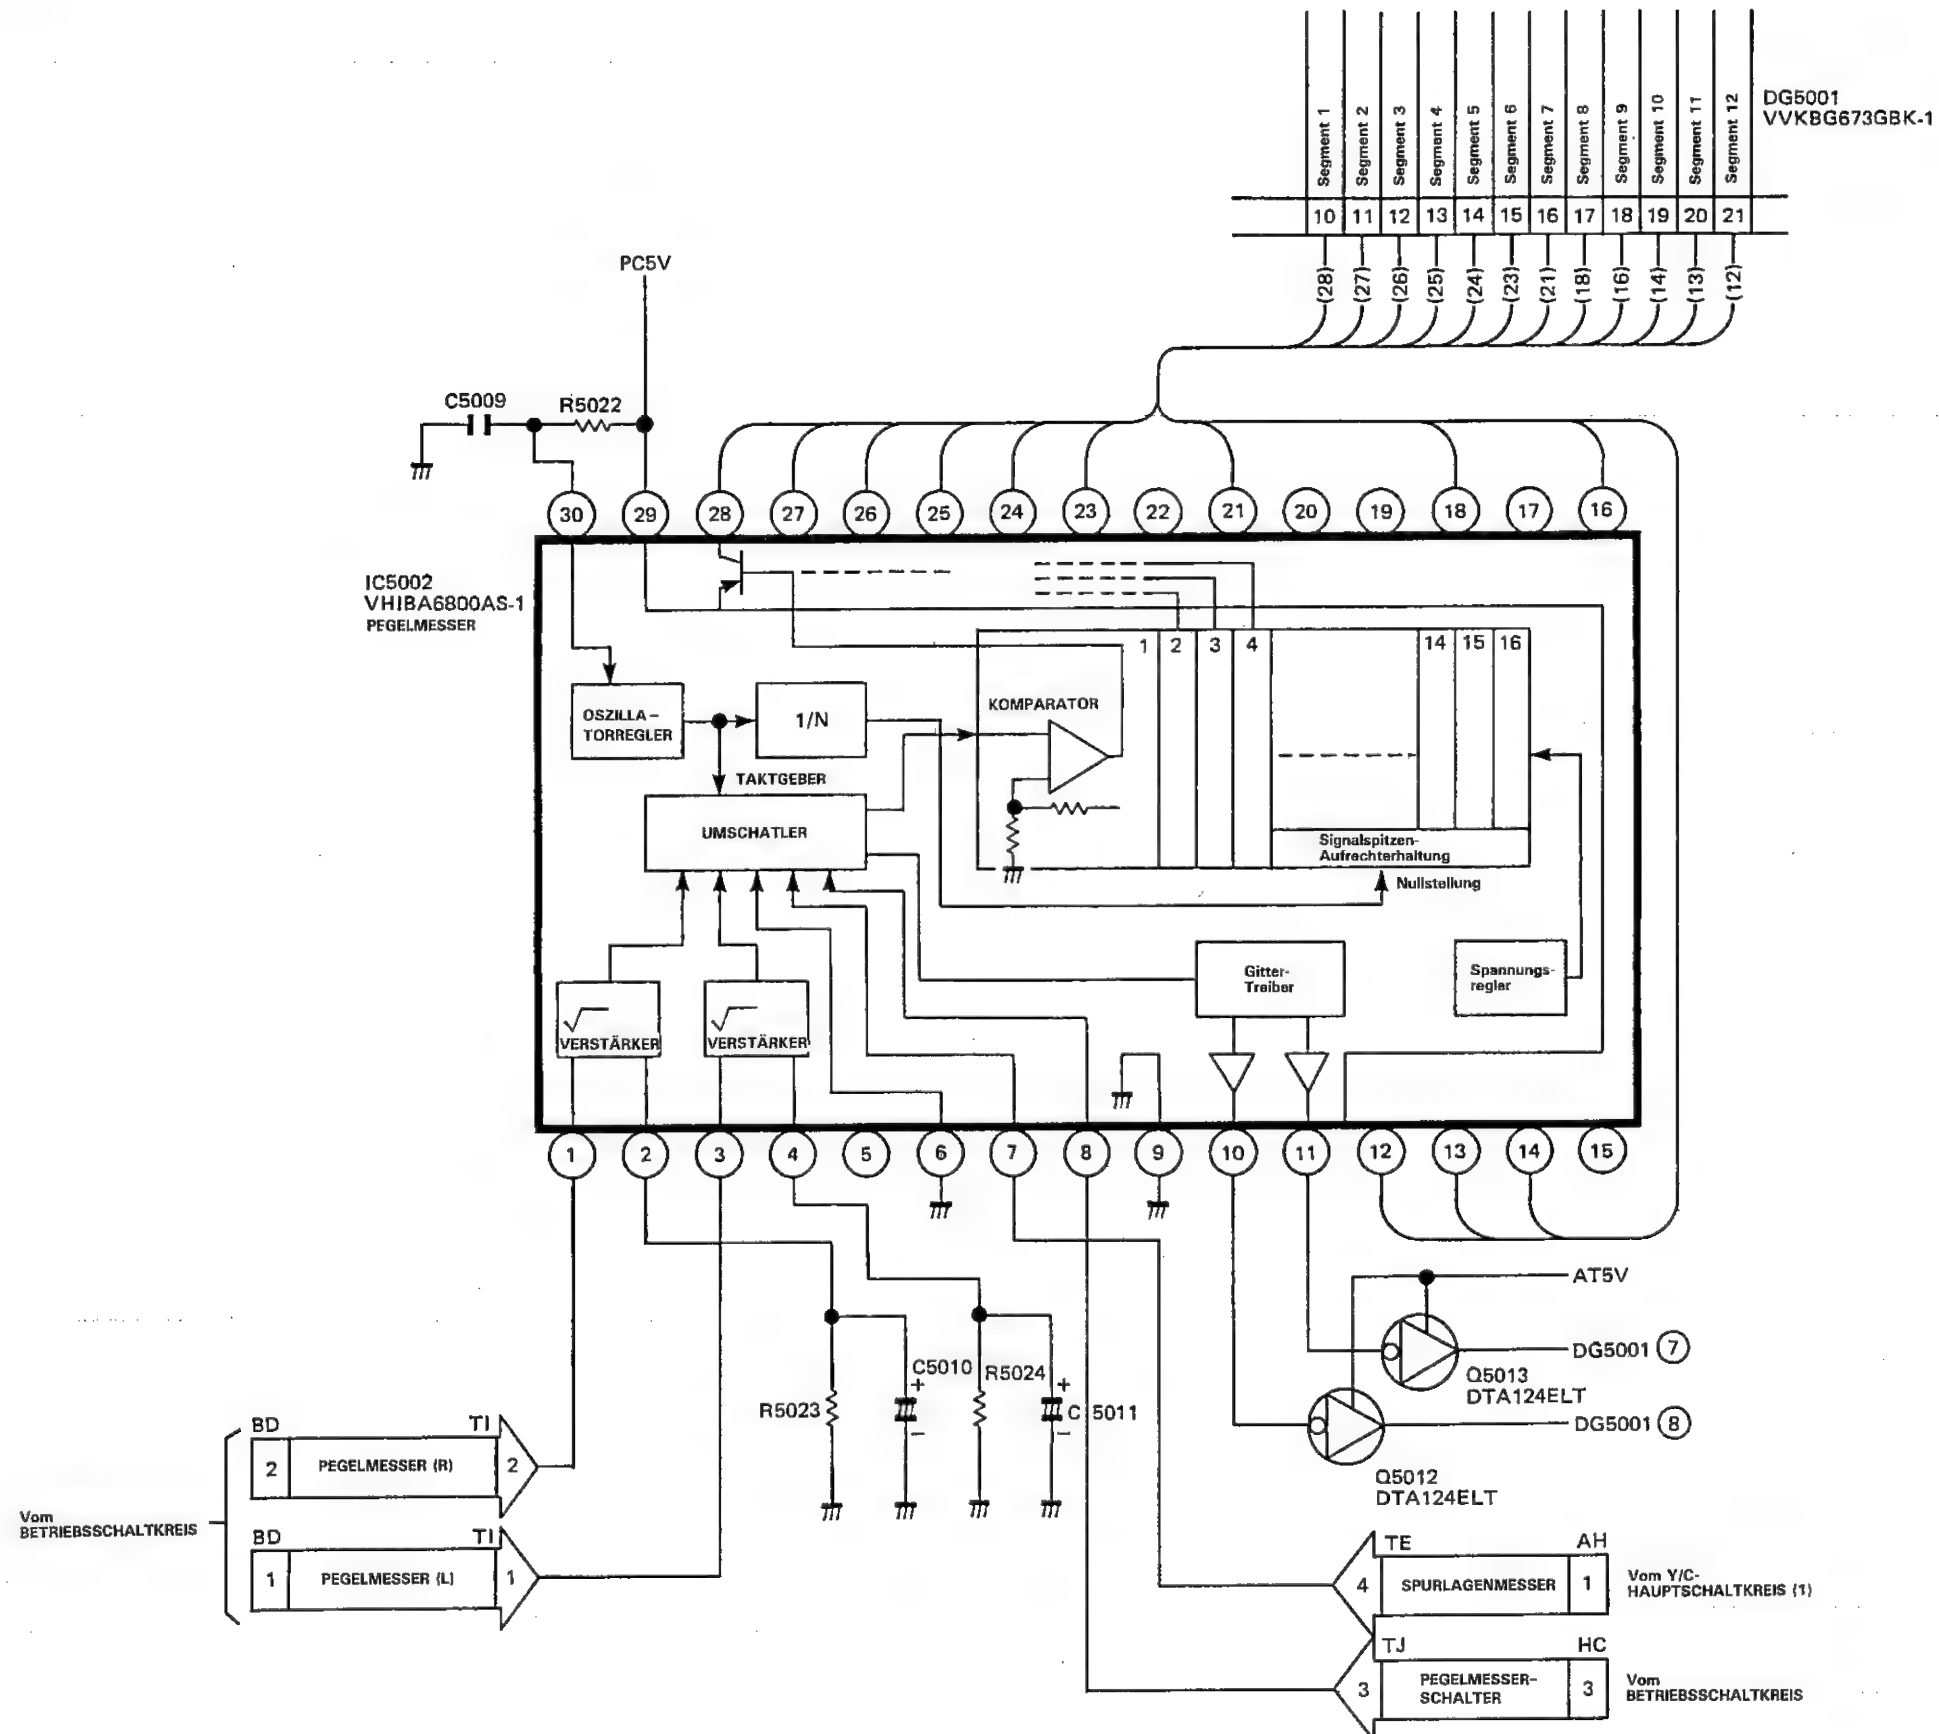 DG5001
VVKBG673GBK-1
Segment 1
Segment 2
Segment 3
Segment 4
Segment 5
Segment 6
Segment 7
Segment 8
Segment 9
Segment 10
Segment 11
Segment 12
10 11 12 13 14 15 16 17 18 19 20 21
(28) (27) (26) (25) (24) (23) (21) (18) (16) (14) (13) (12)
PC5V
C5009 R5022
30 29 28 27 26 25 24 23 22 21 20 19 18 17 16
IC5002
VHIBA6800AS-1
PEGELMESSER
1 2 3 4 14 15 16
KOMPARATOR
OSZILLA-
TORREGLER
1/N
TAKTGEBER
UMSCHATLER
Signalspitzen-
Aufrechterhaltung
Nullstellung
Gitter-
Treiber
Spannungs-
regler
√ VERSTÄRKER
√ VERSTÄRKER
1 2 3 4 5 6 7 8 9 10 11 12 13 14 15
AT5V
DG5001 7
Q5013
DTA124ELT
DG5001 8
Q5012
DTA124ELT
R5023
C5010
+
−
R5024
C 5011
+
−
Vom
BETRIEBSSCHALTKREIS
BD TI
2 PEGELMESSER (R) 2
BD TI
1 PEGELMESSER (L) 1
TE AH
4 SPURLAGENMESSER 1
Vom Y/C-
HAUPTSCHALTKREIS (1)
TJ HC
3 PEGELMESSER-
SCHALTER 3
Vom
BETRIEBSSCHALTKREIS